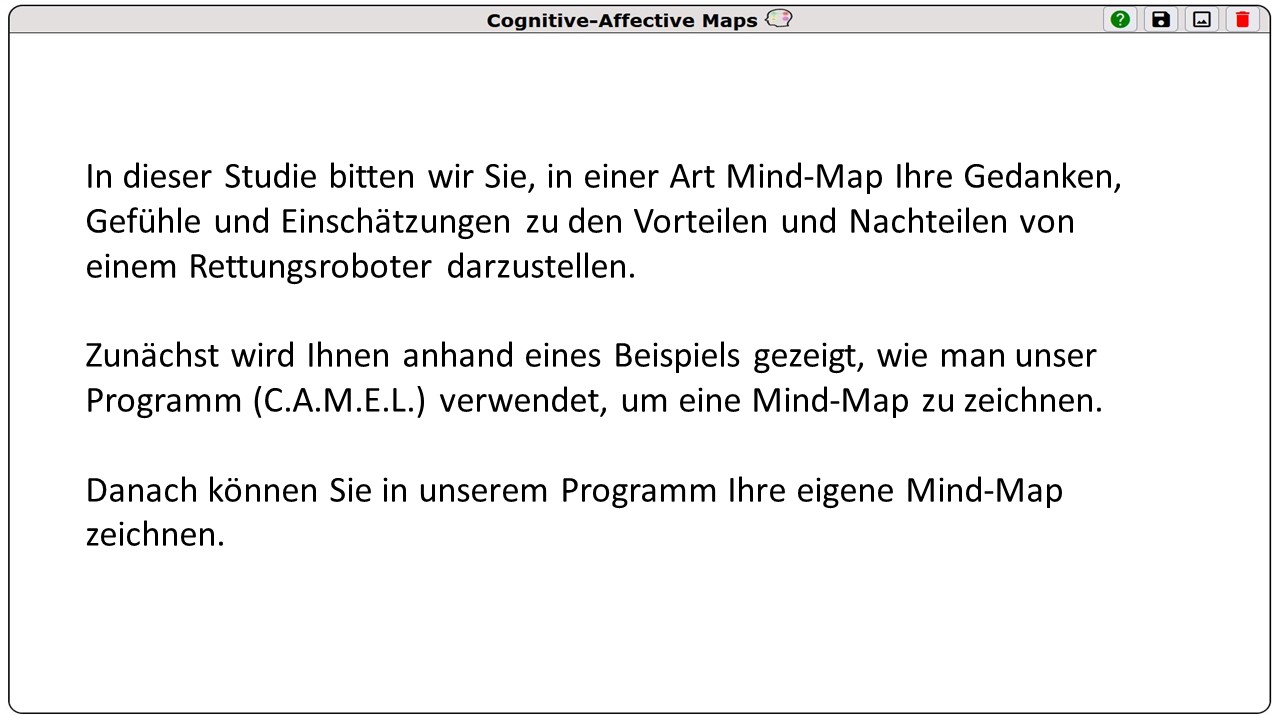 Cognitive-Affective Maps
In dieser Studie bitten wir Sie, in einer Art Mind-Map Ihre Gedanken,
Gefühle und Einschätzungen zu den Vorteilen und Nachteilen von
einem Rettungsroboter darzustellen.
Zunächst wird Ihnen anhand eines Beispiels gezeigt, wie man unser
Programm (C.A.M.E.L.) verwendet, um eine Mind-Map zu zeichnen.
Danach können Sie in unserem Programm Ihre eigene Mind-Map
zeichnen.